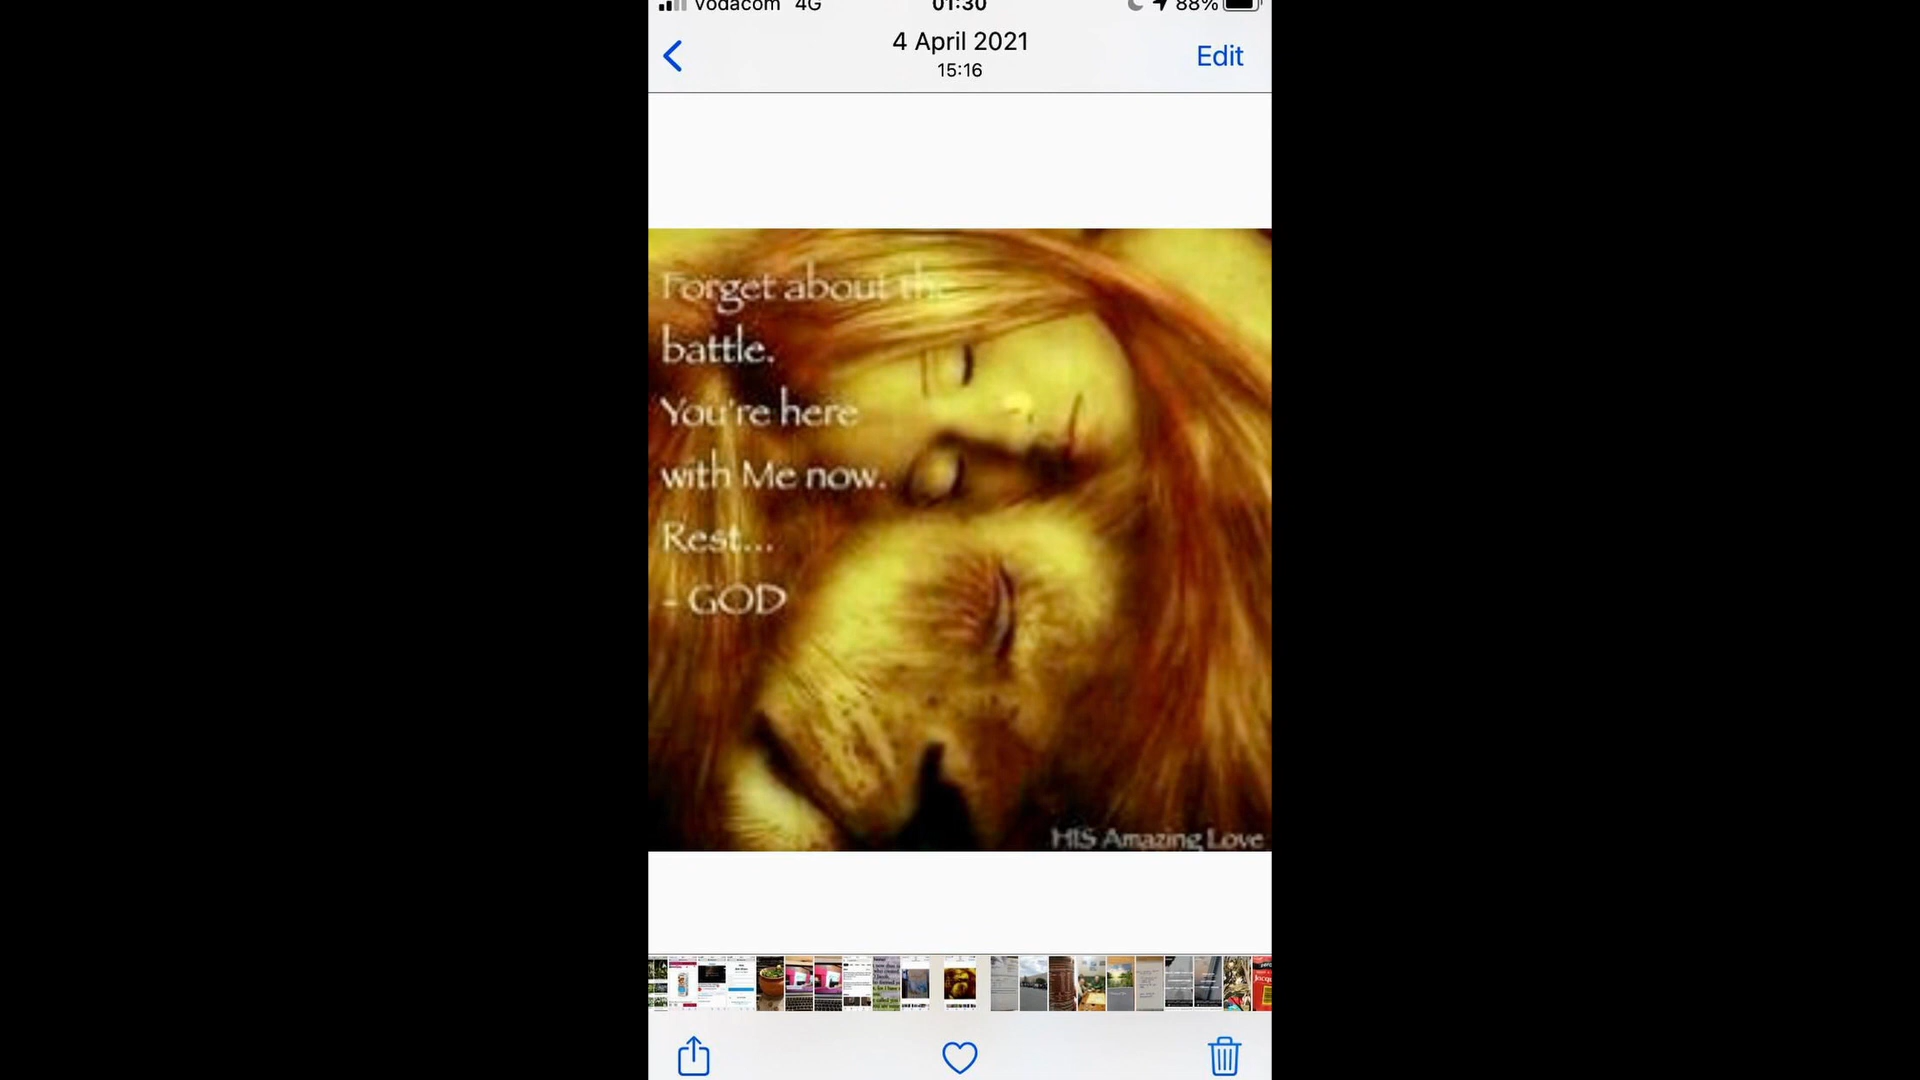 vodacom 4G 01:30 88%
4 April 2021
15:16
Edit
Forget about the
battle.
You're here
with Me now.
Rest...
- GOD
HIS Amazing Love